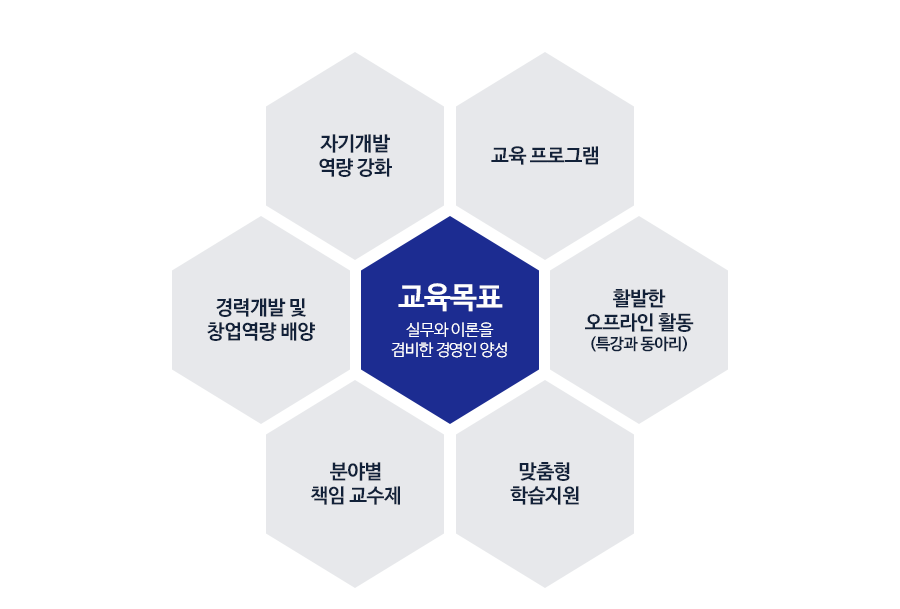 자기개발
역량 강화
교육 프로그램
경력개발 및
창업역량 배양
교육목표
실무와 이론을
겸비한 경영인 양성
활발한
오프라인 활동
(특강과 동아리)
분야별
책임 교수제
맞춤형
학습지원